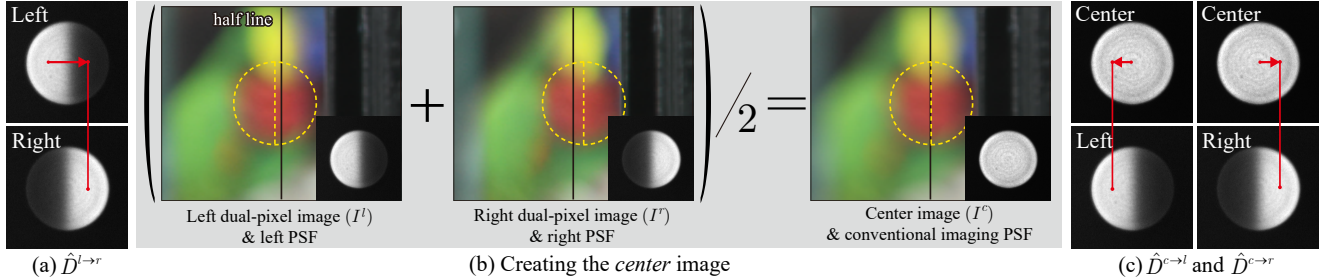 Left
Right
(a) D̂^{l→r}
half line
( + ) /2 =
Left dual-pixel image (I^l)
& left PSF
Right dual-pixel image (I^r)
& right PSF
Center image (I^c)
& conventional imaging PSF
(b) Creating the center image
Center
Center
Left
Right
(c) D̂^{c→l} and D̂^{c→r}